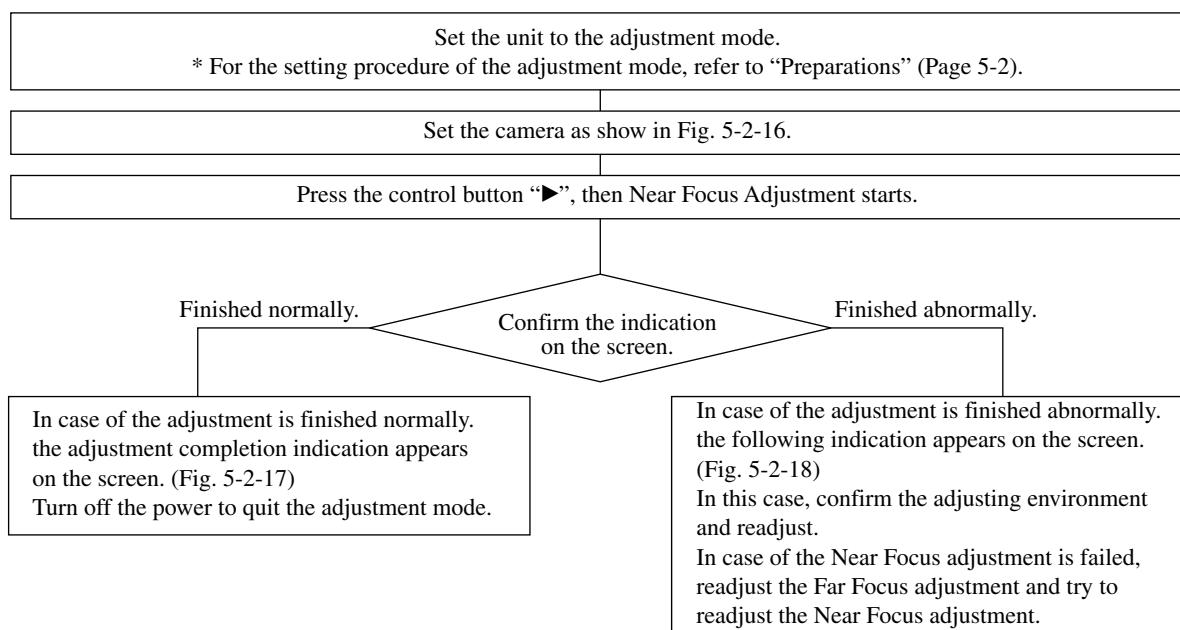 Set the unit to the adjustment mode.
* For the setting procedure of the adjustment mode, refer to “Preparations” (Page 5-2).
Set the camera as show in Fig. 5-2-16.
Press the control button “▶”, then Near Focus Adjustment starts.
Finished normally.
Finished abnormally.
Confirm the indication
on the screen.
In case of the adjustment is finished normally.
the adjustment completion indication appears
on the screen. (Fig. 5-2-17)
Turn off the power to quit the adjustment mode.
In case of the adjustment is finished abnormally.
the following indication appears on the screen.
(Fig. 5-2-18)
In this case, confirm the adjusting environment
and readjust.
In case of the Near Focus adjustment is failed,
readjust the Far Focus adjustment and try to
readjust the Near Focus adjustment.